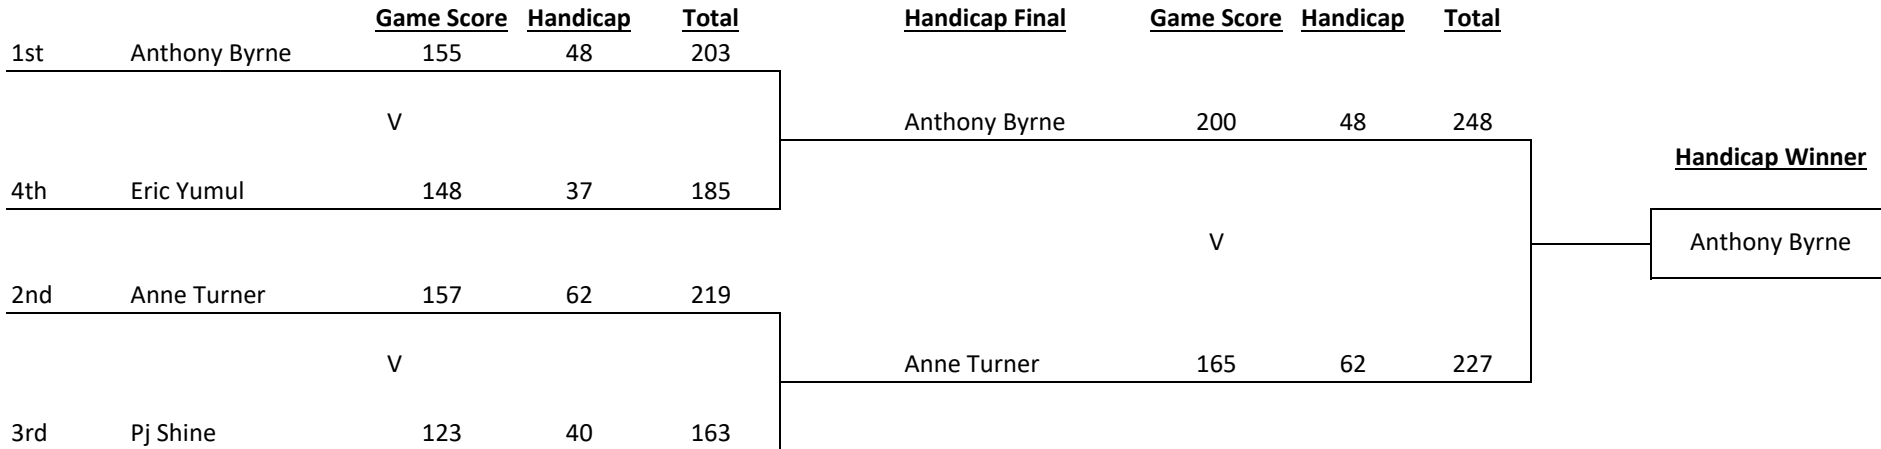 Game Score Handicap Total Handicap Final Game Score Handicap Total
1st Anthony Byrne 155 48 203
V Anthony Byrne 200 48 248
Handicap Winner
4th Eric Yumul 148 37 185
V Anthony Byrne
2nd Anne Turner 157 62 219
V Anne Turner 165 62 227
3rd Pj Shine 123 40 163